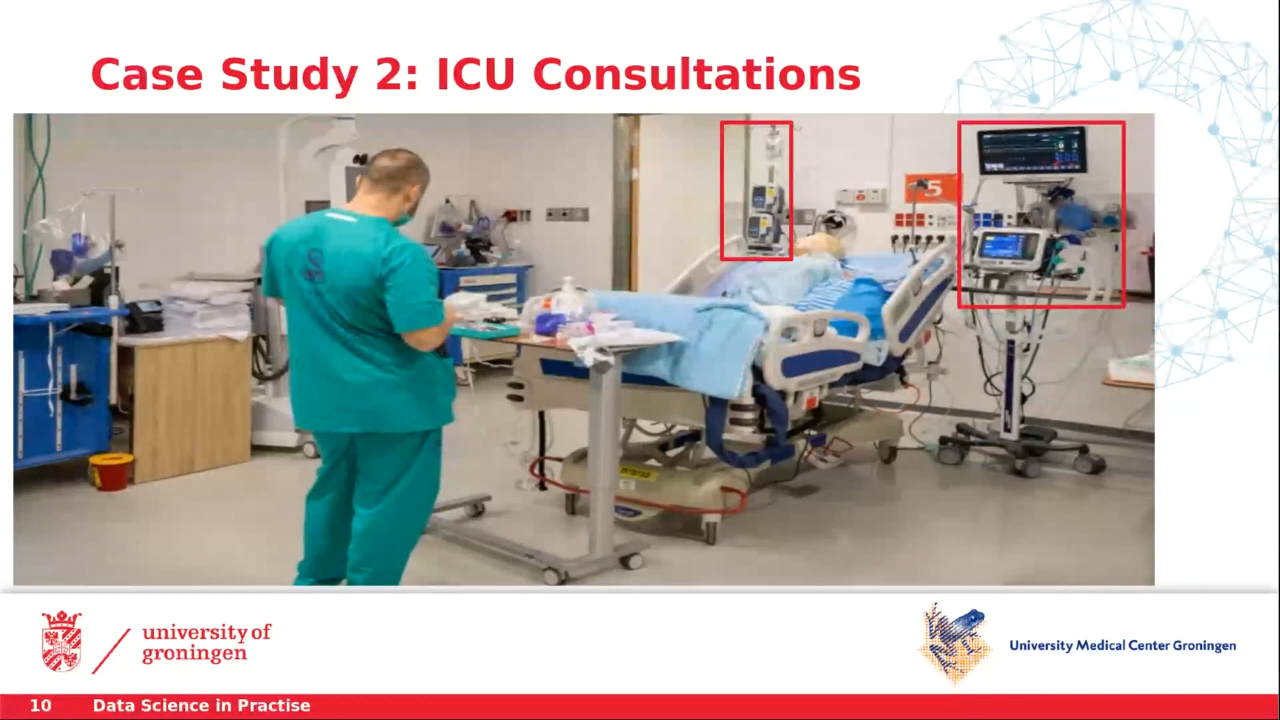 Case Study 2: ICU Consultations
5
university of
groningen
University Medical Center Groningen
10 Data Science in Practise